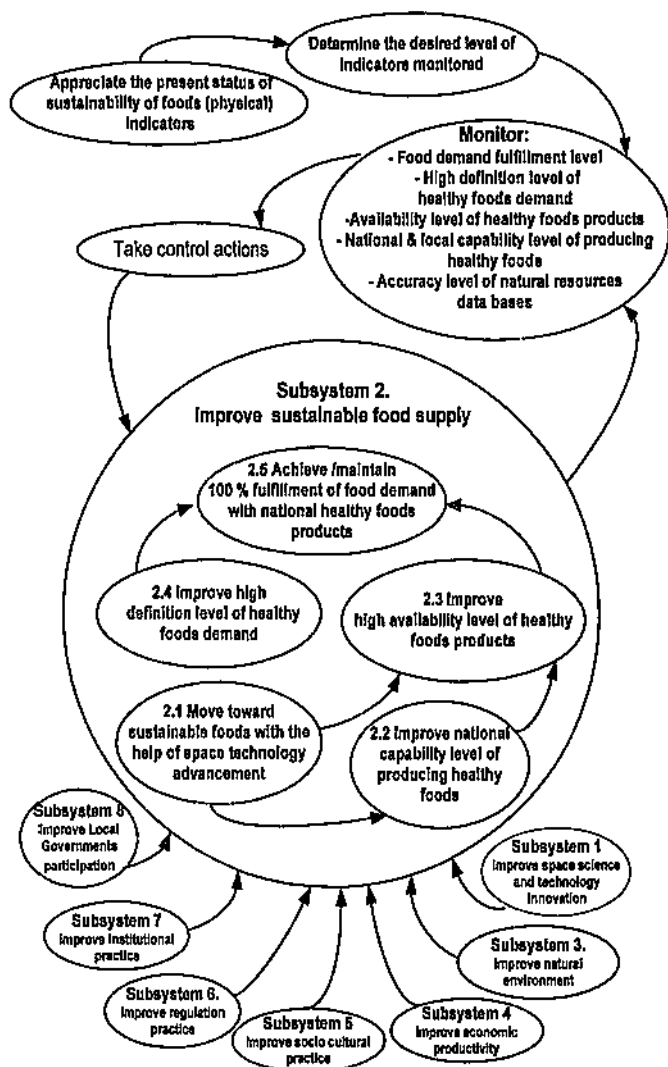 Determine the desired level of
indicators monitored
Appreciate the present status of
sustainability of foods (physical)
indicators
Monitor:
- Food demand fulfillment level
- High definition level of
healthy foods demand
-Availability level of healthy foods products
- National & local capability level of producing
healthy foods
- Accuracy level of natural resources
data bases
Take control actions
Subsystem 2.
Improve sustainable food supply
2.5 Achieve /maintain
100 % fulfillment of food demand
with national healthy foods
products
2.4 Improve high
definition level of healthy
foods demand
2.3 Improve
high availability level of healthy
foods products
2.1 Move toward
sustainable foods with the
help of space technology
advancement
2.2 Improve national
capability level of
producing healthy
foods
Subsystem 8
Improve Local
Governments
participation
Subsystem 7
Improve institutional
practice
Subsystem 6.
Improve regulation
practice
Subsystem 5
Improve socio cultural
practice
Subsystem 4
Improve economic
productivity
Subsystem 3.
Improve natural
environment
Subsystem 1
Improve space science
and technology
Innovation